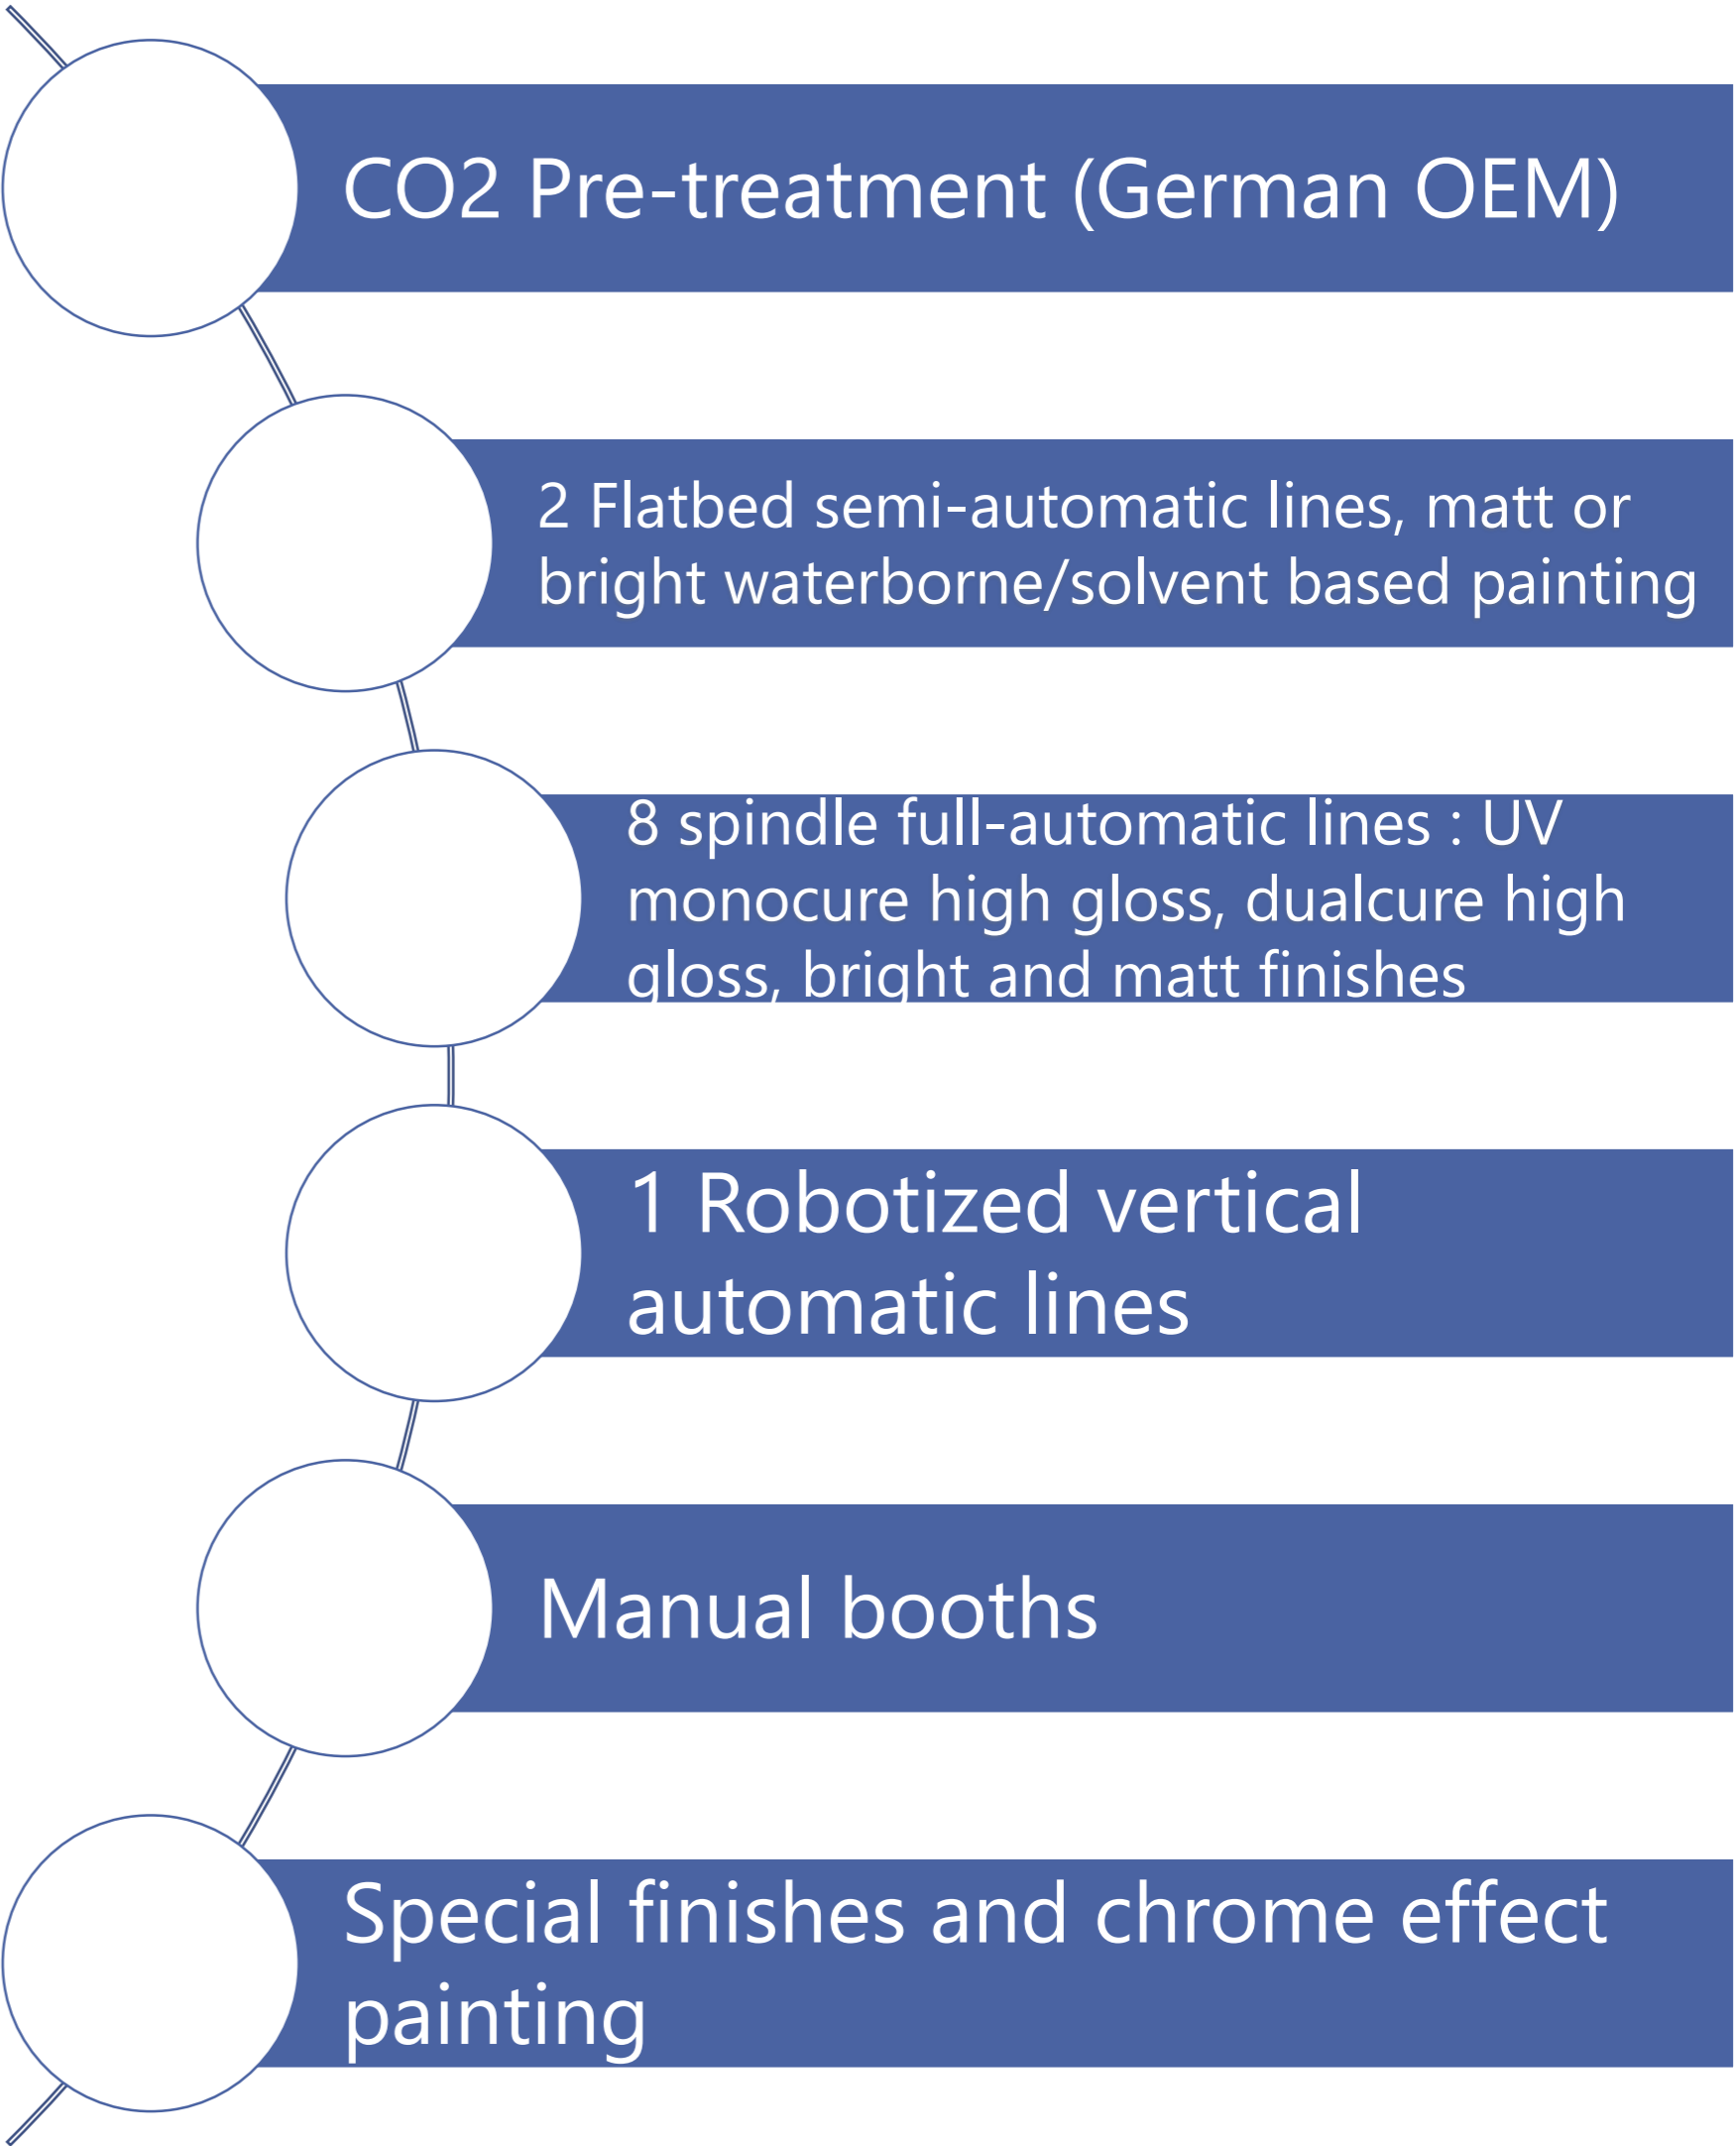 CO2 Pre-treatment (German OEM)
2 Flatbed semi-automatic lines, matt or
bright waterborne/solvent based painting
8 spindle full-automatic lines : UV
monocure high gloss, dualcure high
gloss, bright and matt finishes
1 Robotized vertical
automatic lines
Manual booths
Special finishes and chrome effect
painting